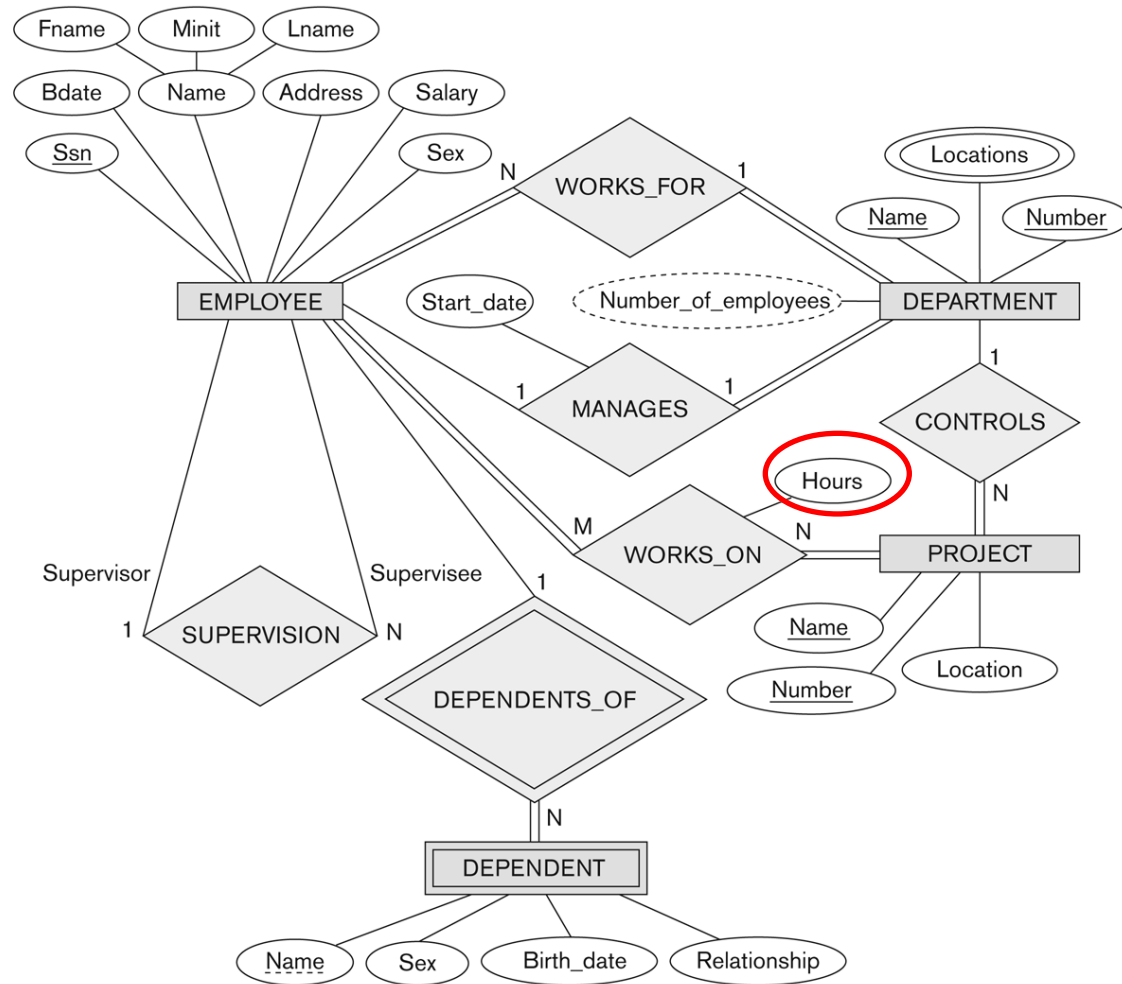 Fname Minit Lname
Bdate Name Address Salary
Ssn Sex
N WORKS_FOR 1
Locations
Name Number
EMPLOYEE Start_date Number_of_employees DEPARTMENT
1 MANAGES 1
1
CONTROLS
N
Hours
M WORKS_ON N PROJECT
Supervisor Supervisee
1 SUPERVISION N
1
Name
Number
Location
DEPENDENTS_OF
N
DEPENDENT
Name Sex Birth_date Relationship